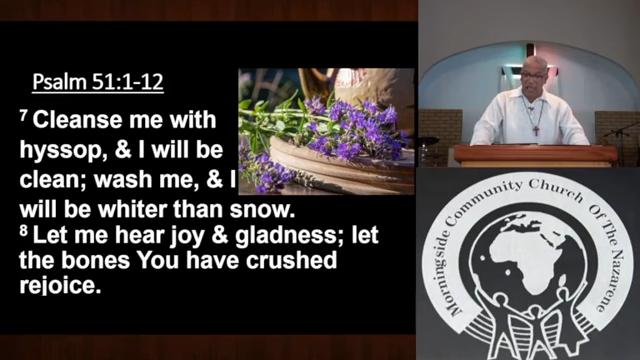 Psalm 51:1-12
7 Cleanse me with
hyssop, & I will be
clean; wash me, & I
will be whiter than snow.
8 Let me hear joy & gladness; let
the bones You have crushed
rejoice.
Morningside Community Church Of The Nazarene